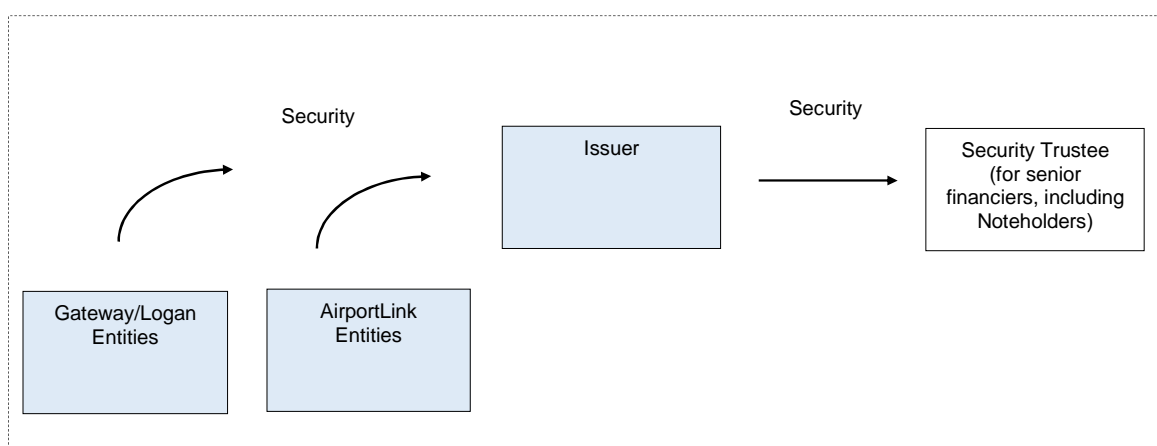 Security
Security
Issuer
Security Trustee
(for senior
financiers, including
Noteholders)
Gateway/Logan
Entities
AirportLink
Entities